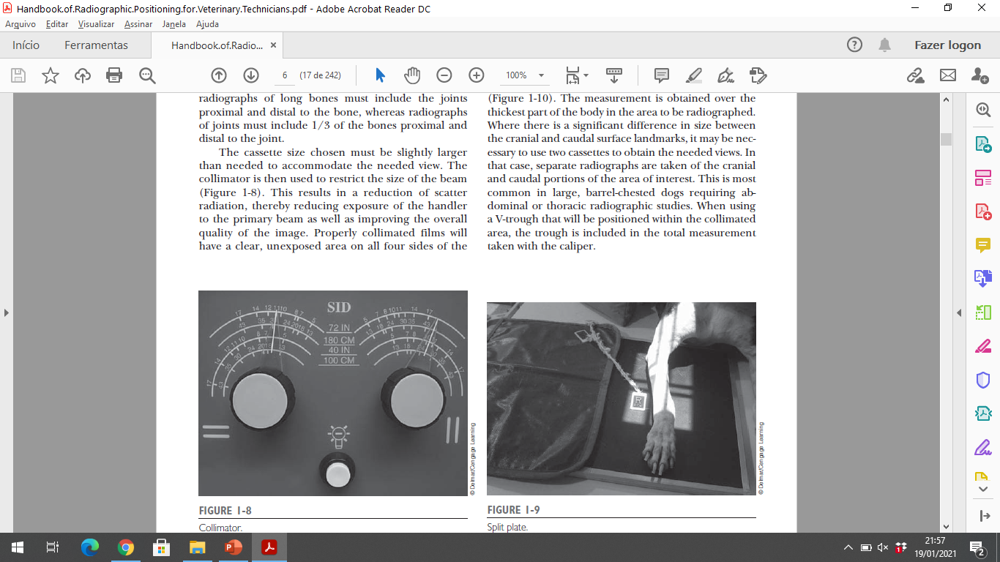 Handbook.of.Radiographic.Positioning.for.Veterinary.Technicians.pdf - Adobe Acrobat Reader DC
Arquivo Editar Visualizar Assinar Janela Ajuda
Início Ferramentas Handbook.of.Radio... × Fazer logon
6 (17 de 242) 100%
radiographs of long bones must include the joints
proximal and distal to the bone, whereas radiographs
of joints must include 1/3 of the bones proximal and
distal to the joint.
The cassette size chosen must be slightly larger
than needed to accommodate the needed view. The
collimator is then used to restrict the size of the beam
(Figure 1-8). This results in a reduction of scatter
radiation, thereby reducing exposure of the handler
to the primary beam as well as improving the overall
quality of the image. Properly collimated films will
have a clear, unexposed area on all four sides of the
(Figure 1-10). The measurement is obtained over the
thickest part of the body in the area to be radiographed.
Where there is a significant difference in size between
the cranial and caudal surface landmarks, it may be nec-
essary to use two cassettes to obtain the needed views. In
that case, separate radiographs are taken of the cranial
and caudal portions of the area of interest. This is most
common in large, barrel-chested dogs requiring ab-
dominal or thoracic radiographic studies. When using
a V-trough that will be positioned within the collimated
area, the trough is included in the total measurement
taken with the caliper.
SID
72 IN
180 CM
40 IN
100 CM
© Delmar/Cengage Learning
FIGURE 1-8
Collimator.
R
© Delmar/Cengage Learning
FIGURE 1-9
Split plate.
21:57
19/01/2021
1
2